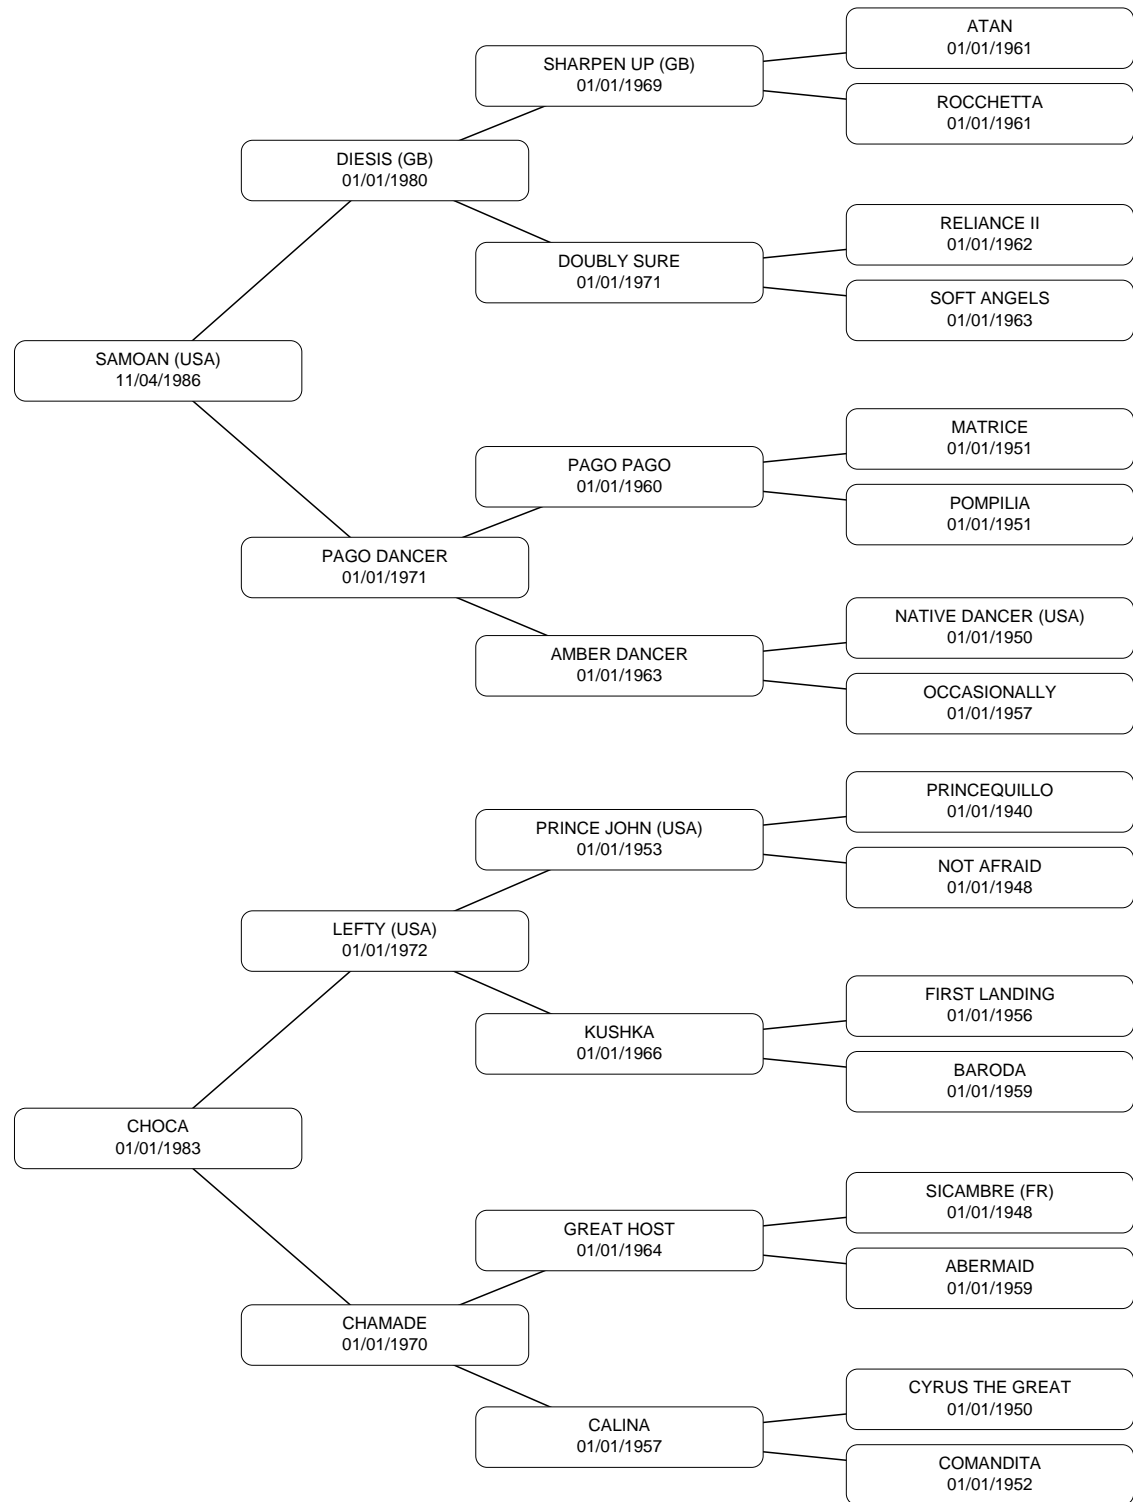 ATAN
01/01/1961
SHARPEN UP (GB)
01/01/1969
ROCCHETTA
01/01/1961
DIESIS (GB)
01/01/1980
RELIANCE II
01/01/1962
DOUBLY SURE
01/01/1971
SOFT ANGELS
01/01/1963
SAMOAN (USA)
11/04/1986
MATRICE
01/01/1951
PAGO PAGO
01/01/1960
POMPILIA
01/01/1951
PAGO DANCER
01/01/1971
NATIVE DANCER (USA)
01/01/1950
AMBER DANCER
01/01/1963
OCCASIONALLY
01/01/1957
PRINCEQUILLO
01/01/1940
PRINCE JOHN (USA)
01/01/1953
NOT AFRAID
01/01/1948
LEFTY (USA)
01/01/1972
FIRST LANDING
01/01/1956
KUSHKA
01/01/1966
BARODA
01/01/1959
CHOCA
01/01/1983
SICAMBRE (FR)
01/01/1948
GREAT HOST
01/01/1964
ABERMAID
01/01/1959
CHAMADE
01/01/1970
CYRUS THE GREAT
01/01/1950
CALINA
01/01/1957
COMANDITA
01/01/1952